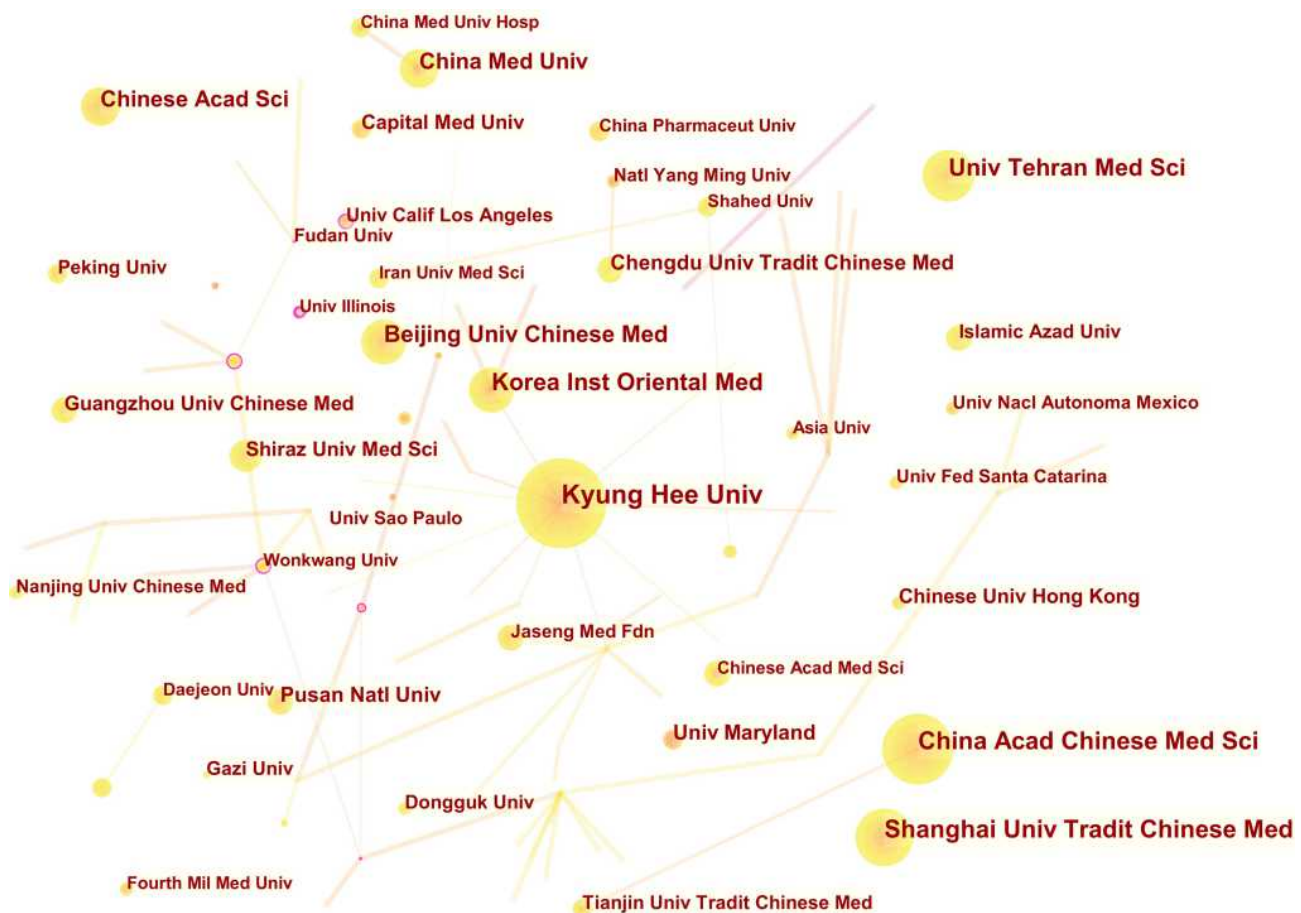 China Med Univ Hosp
China Med Univ
Chinese Acad Sci
Capital Med Univ
China Pharmaceut Univ
Univ Tehran Med Sci
Natl Yang Ming Univ
Shahed Univ
Univ Calif Los Angeles
Fudan Univ
Chengdu Univ Tradit Chinese Med
Peking Univ
Iran Univ Med Sci
Univ Illinois
Beijing Univ Chinese Med
Islamic Azad Univ
Korea Inst Oriental Med
Guangzhou Univ Chinese Med
Univ Nacl Autonoma Mexico
Asia Univ
Shiraz Univ Med Sci
Univ Fed Santa Catarina
Kyung Hee Univ
Univ Sao Paulo
Wonkwang Univ
Nanjing Univ Chinese Med
Chinese Univ Hong Kong
Jaseng Med Fdn
Chinese Acad Med Sci
Daejeon Univ
Pusan Natl Univ
Univ Maryland
China Acad Chinese Med Sci
Gazi Univ
Dongguk Univ
Shanghai Univ Tradit Chinese Med
Fourth Mil Med Univ
Tianjin Univ Tradit Chinese Med